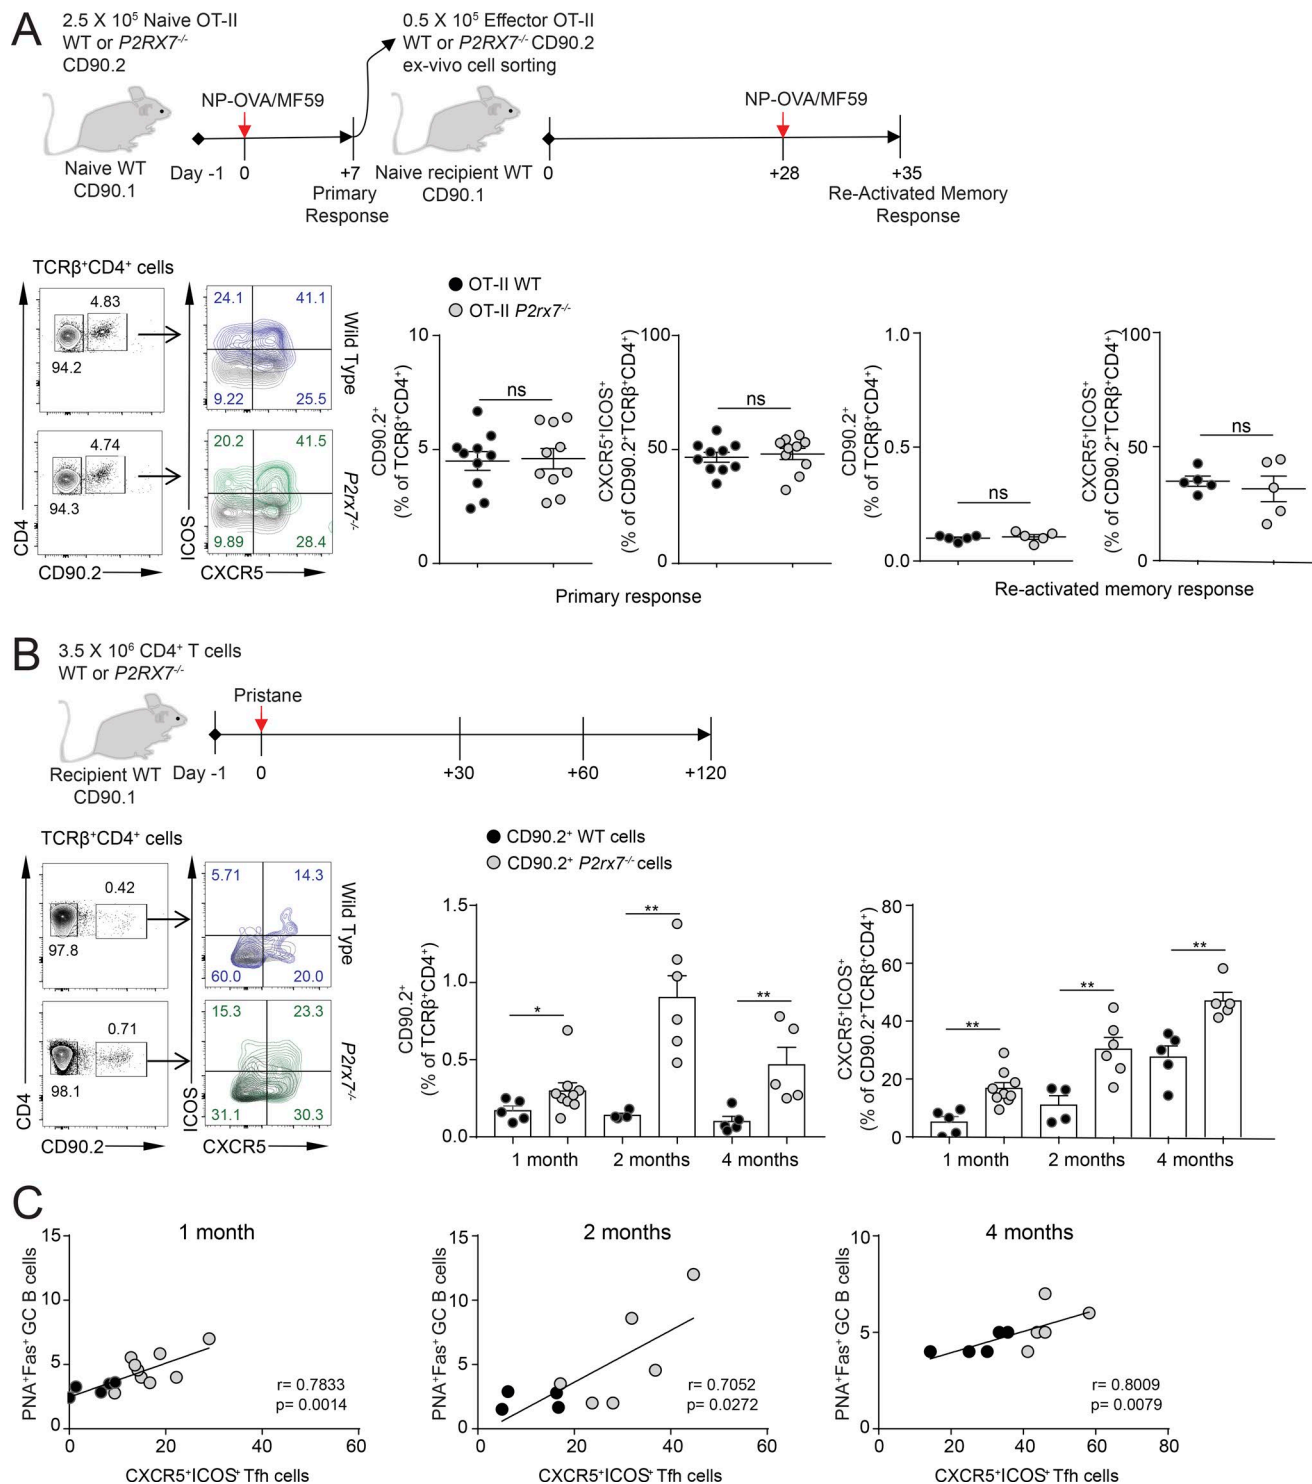 A
2.5 X 10⁵ Naive OT-II
WT or P2RX7-/-
CD90.2
0.5 X 10⁵ Effector OT-II
WT or P2RX7-/- CD90.2
ex-vivo cell sorting
NP-OVA/MF59
NP-OVA/MF59
Naive WT
CD90.1
Day -1
0
+7
Primary
Response
Naive recipient WT
CD90.1
0
+28
+35
Re-Activated Memory
Response
TCRβ⁺CD4⁺ cells
4.83
94.2
24.1
41.1
9.22
25.5
Wild Type
4.74
94.3
20.2
41.5
9.89
28.4
P2rx7-/-
CD4
CD90.2
ICOS
CXCR5
OT-II WT
OT-II P2rx7-/-
CD90.2⁺
(% of TCRβ⁺CD4⁺)
10
5
0
ns
CXCR5⁺ICOS⁺
(% of CD90.2⁺TCRβ⁺CD4⁺)
100
50
0
ns
Primary response
CD90.2⁺
(% of TCRβ⁺CD4⁺)
1.0
0.5
0.0
ns
CXCR5⁺ICOS⁺
(% of CD90.2⁺TCRβ⁺CD4⁺)
100
50
0
ns
Re-activated memory response
B
3.5 X 10⁶ CD4⁺ T cells
WT or P2RX7-/-
Pristane
Recipient WT
CD90.1
Day -1
0
+30
+60
+120
TCRβ⁺CD4⁺ cells
0.42
97.8
5.71
14.3
60.0
20.0
Wild Type
0.71
98.1
15.3
23.3
31.1
30.3
P2rx7-/-
CD4
CD90.2
ICOS
CXCR5
CD90.2⁺ WT cells
CD90.2⁺ P2rx7-/- cells
CD90.2⁺
(% of TCRβ⁺CD4⁺)
1.5
1.0
0.5
0.0
*
**
**
1 month
2 months
4 months
CXCR5⁺ICOS⁺
(% of CD90.2⁺TCRβ⁺CD4⁺)
80
60
40
20
0
**
**
**
1 month
2 months
4 months
C
1 month
PNA⁺Fas⁺ GC B cells
15
10
5
0
r= 0.7833
p= 0.0014
0
20
40
60
CXCR5⁺ICOS⁺ Tfh cells
2 months
PNA⁺Fas⁺ GC B cells
15
10
5
0
r= 0.7052
p= 0.0272
0
20
40
60
CXCR5⁺ICOS⁺ Tfh cells
4 months
PNA⁺Fas⁺ GC B cells
10
5
0
r= 0.8009
p= 0.0079
0
20
40
60
80
CXCR5⁺ICOS⁺ Tfh cells